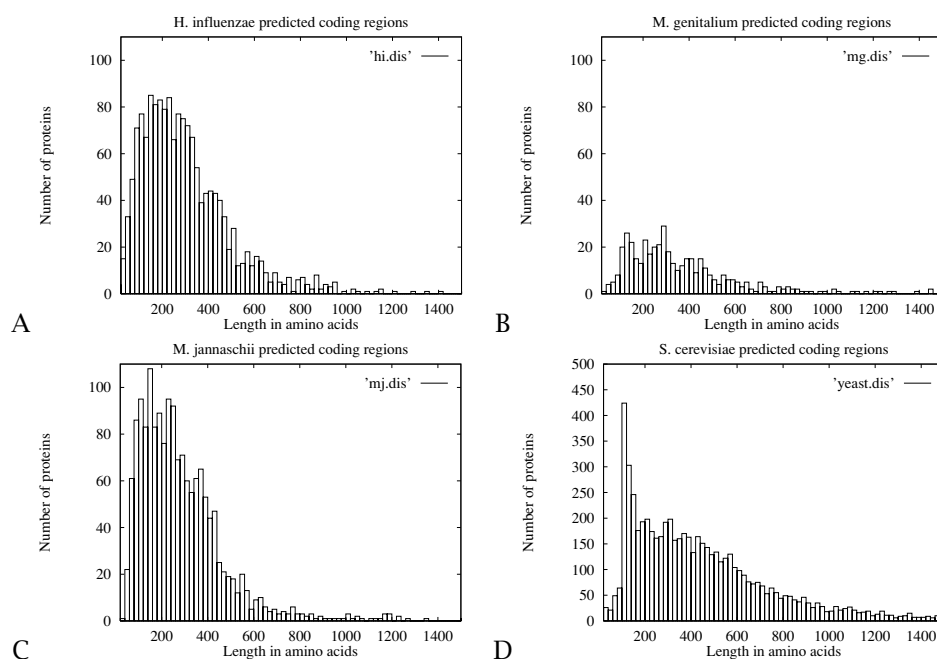 H. influenzae predicted coding regions
Number of proteins
100
80
60
40
20
0
'hi.dis'
200 400 600 800 1000 1200 1400
Length in amino acids
A
M. genitalium predicted coding regions
Number of proteins
100
80
60
40
20
0
'mg.dis'
200 400 600 800 1000 1200 1400
Length in amino acids
B
M. jannaschii predicted coding regions
Number of proteins
100
80
60
40
20
0
'mj.dis'
200 400 600 800 1000 1200 1400
Length in amino acids
C
S. cerevisiae predicted coding regions
Number of proteins
500
450
400
350
300
250
200
150
100
50
0
'yeast.dis'
200 400 600 800 1000 1200 1400
Length in amino acids
D